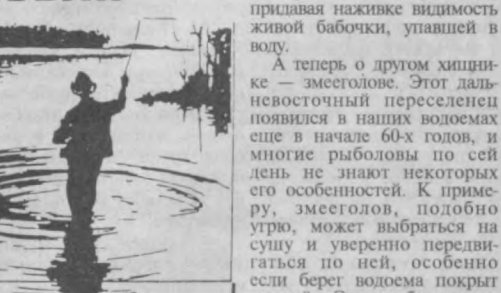 придавая наживке видимость
живой бабочки, упавшей в
воду.
А теперь о другом хищни-
ке — змееголове. Этот даль-
невосточный переселенец
появился в наших водоемах
еще в начале 60-х годов, и
многие рыболовы по сей
день не знают некоторых
его особенностей. К приме-
ру, змееголов, подобно
угрю, может выбраться на
сушу и уверенно передви-
гаться по ней, особенно
если берег водоема покрыт